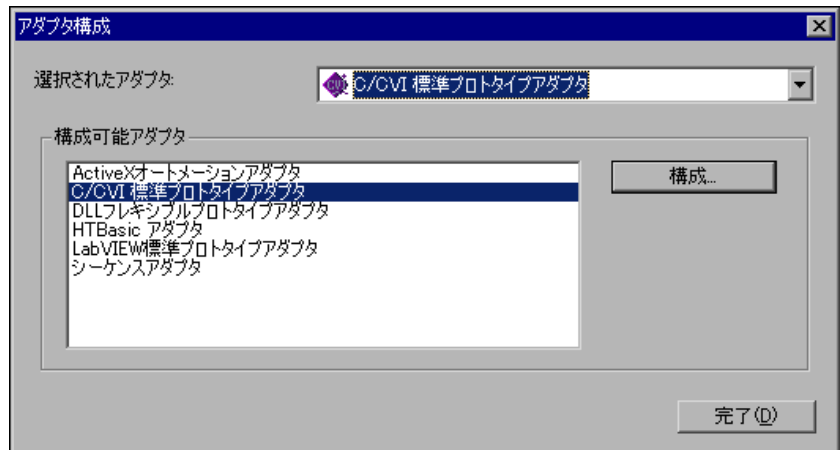 アダプタ構成
選択されたアダプタ:
C/CVI 標準プロトタイプアダプタ
構成可能アダプタ
ActiveXオートメーションアダプタ
C/CVI 標準プロトタイプアダプタ
DLLフレキシブルプロトタイプアダプタ
HTBasic アダプタ
LabVIEW標準プロトタイプアダプタ
シーケンスアダプタ
構成...
完了(D)